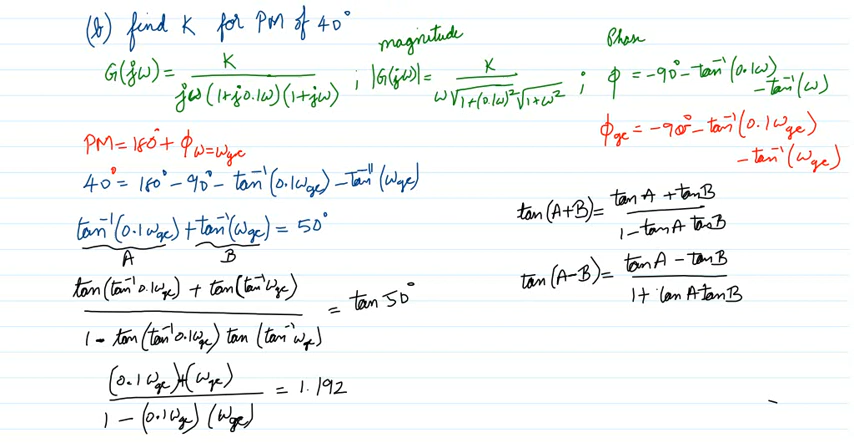 (b) find K for PM of 40°
magnitude
Phase
G(jω) = K / jω(1+j0.1ω)(1+jω) ; |G(jω)| = K / ω√1+(0.1ω)² √1+ω² ; φ = -90° - tan⁻¹(0.1ω) - tan⁻¹(ω)
PM = 180° + φω=ωgc
φgc = -90° - tan⁻¹(0.1ωgc) - tan⁻¹(ωgc)
40° = 180° - 90° - tan⁻¹(0.1ωgc) - tan⁻¹(ωgc)
tan⁻¹(0.1ωgc) + tan⁻¹(ωgc) = 50°
A B
tan(A+B) = tanA + tanB / 1 - tanA tanB
tan(A-B) = tanA - tanB / 1 + tanA tanB
tan(tan⁻¹0.1ωgc) + tan(tan⁻¹ωgc) / 1 - tan(tan⁻¹0.1ωgc) tan(tan⁻¹ωgc) = tan 50°
(0.1ωgc) + (ωgc) / 1 - (0.1ωgc)(ωgc) = 1.192